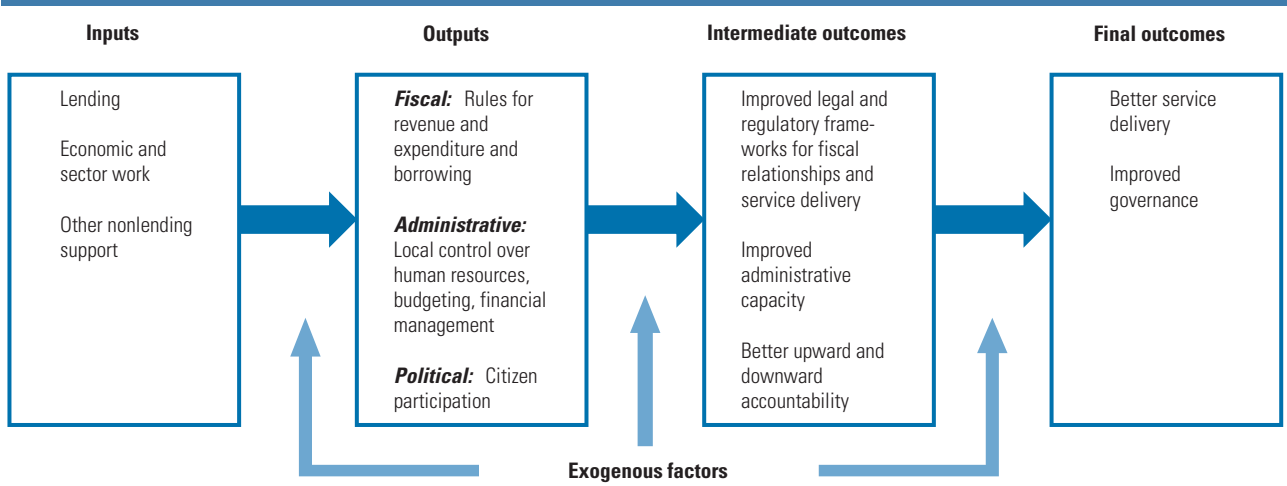 Inputs
Outputs
Intermediate outcomes
Final outcomes
Lending
Economic and
sector work
Other nonlending
support
Fiscal: Rules for
revenue and
expenditure and
borrowing
Administrative:
Local control over
human resources,
budgeting, financial
management
Political: Citizen
participation
Improved legal and
regulatory frame-
works for fiscal
relationships and
service delivery
Improved
administrative
capacity
Better upward and
downward
accountability
Better service
delivery
Improved
governance
Exogenous factors